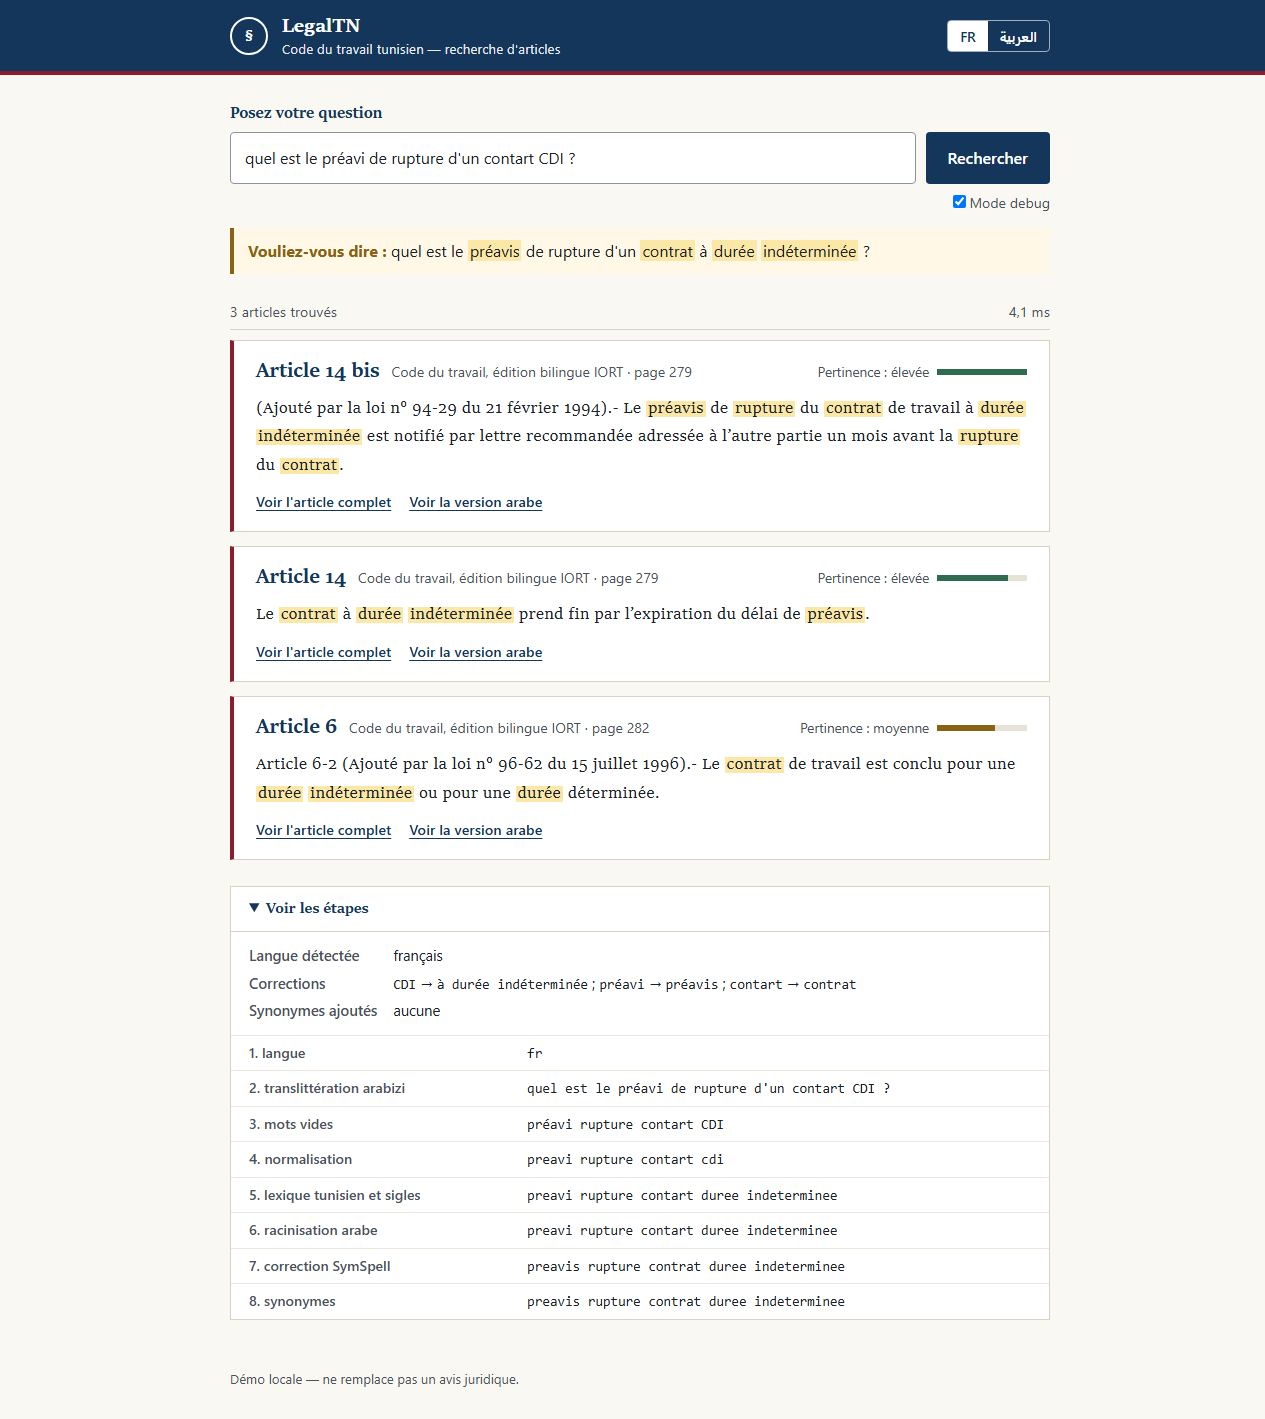 §
LegalTN
Code du travail tunisien — recherche d'articles
FR
العربية
Posez votre question
quel est le préavi de rupture d'un contart CDI ?
Rechercher
Mode debug
Vouliez-vous dire : quel est le préavis de rupture d'un contrat à durée indéterminée ?
3 articles trouvés
4,1 ms
Article 14 bis Code du travail, édition bilingue IORT · page 279
Pertinence : élevée
(Ajouté par la loi nº 94-29 du 21 février 1994).- Le préavis de rupture du contrat de travail à durée
indéterminée est notifié par lettre recommandée adressée à l’autre partie un mois avant la rupture
du contrat.
Voir l'article complet Voir la version arabe
Article 14 Code du travail, édition bilingue IORT · page 279
Pertinence : élevée
Le contrat à durée indéterminée prend fin par l’expiration du délai de préavis.
Voir l'article complet Voir la version arabe
Article 6 Code du travail, édition bilingue IORT · page 282
Pertinence : moyenne
Article 6-2 (Ajouté par la loi nº 96-62 du 15 juillet 1996).- Le contrat de travail est conclu pour une
durée indéterminée ou pour une durée déterminée.
Voir l'article complet Voir la version arabe
▼ Voir les étapes
Langue détectée français
Corrections CDI → à durée indéterminée ; préavi → préavis ; contart → contrat
Synonymes ajoutés aucune
1. langue fr
2. translittération arabizi quel est le préavi de rupture d'un contart CDI ?
3. mots vides préavi rupture contart CDI
4. normalisation preavi rupture contart cdi
5. lexique tunisien et sigles preavi rupture contart duree indeterminee
6. racinisation arabe preavi rupture contart duree indeterminee
7. correction SymSpell preavis rupture contrat duree indeterminee
8. synonymes preavis rupture contrat duree indeterminee
Démo locale — ne remplace pas un avis juridique.